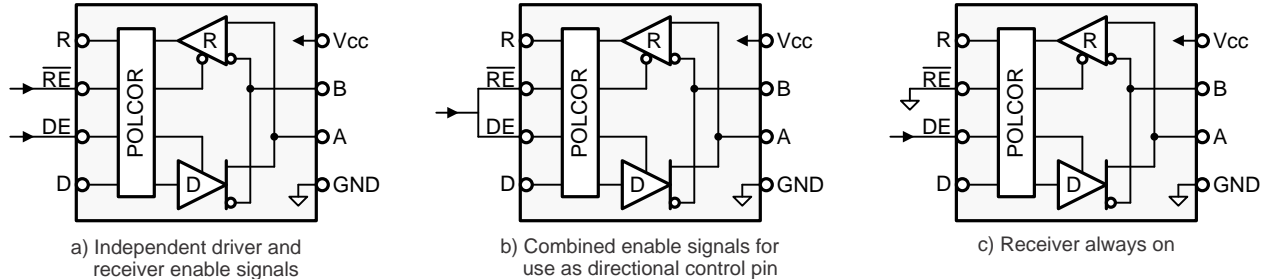 R
RE
DE
D
POLCOR
R
D
Vcc
B
A
GND
a) Independent driver and
receiver enable signals
R
RE
DE
D
POLCOR
R
D
Vcc
B
A
GND
b) Combined enable signals for
use as directional control pin
R
RE
DE
D
POLCOR
R
D
Vcc
B
A
GND
c) Receiver always on